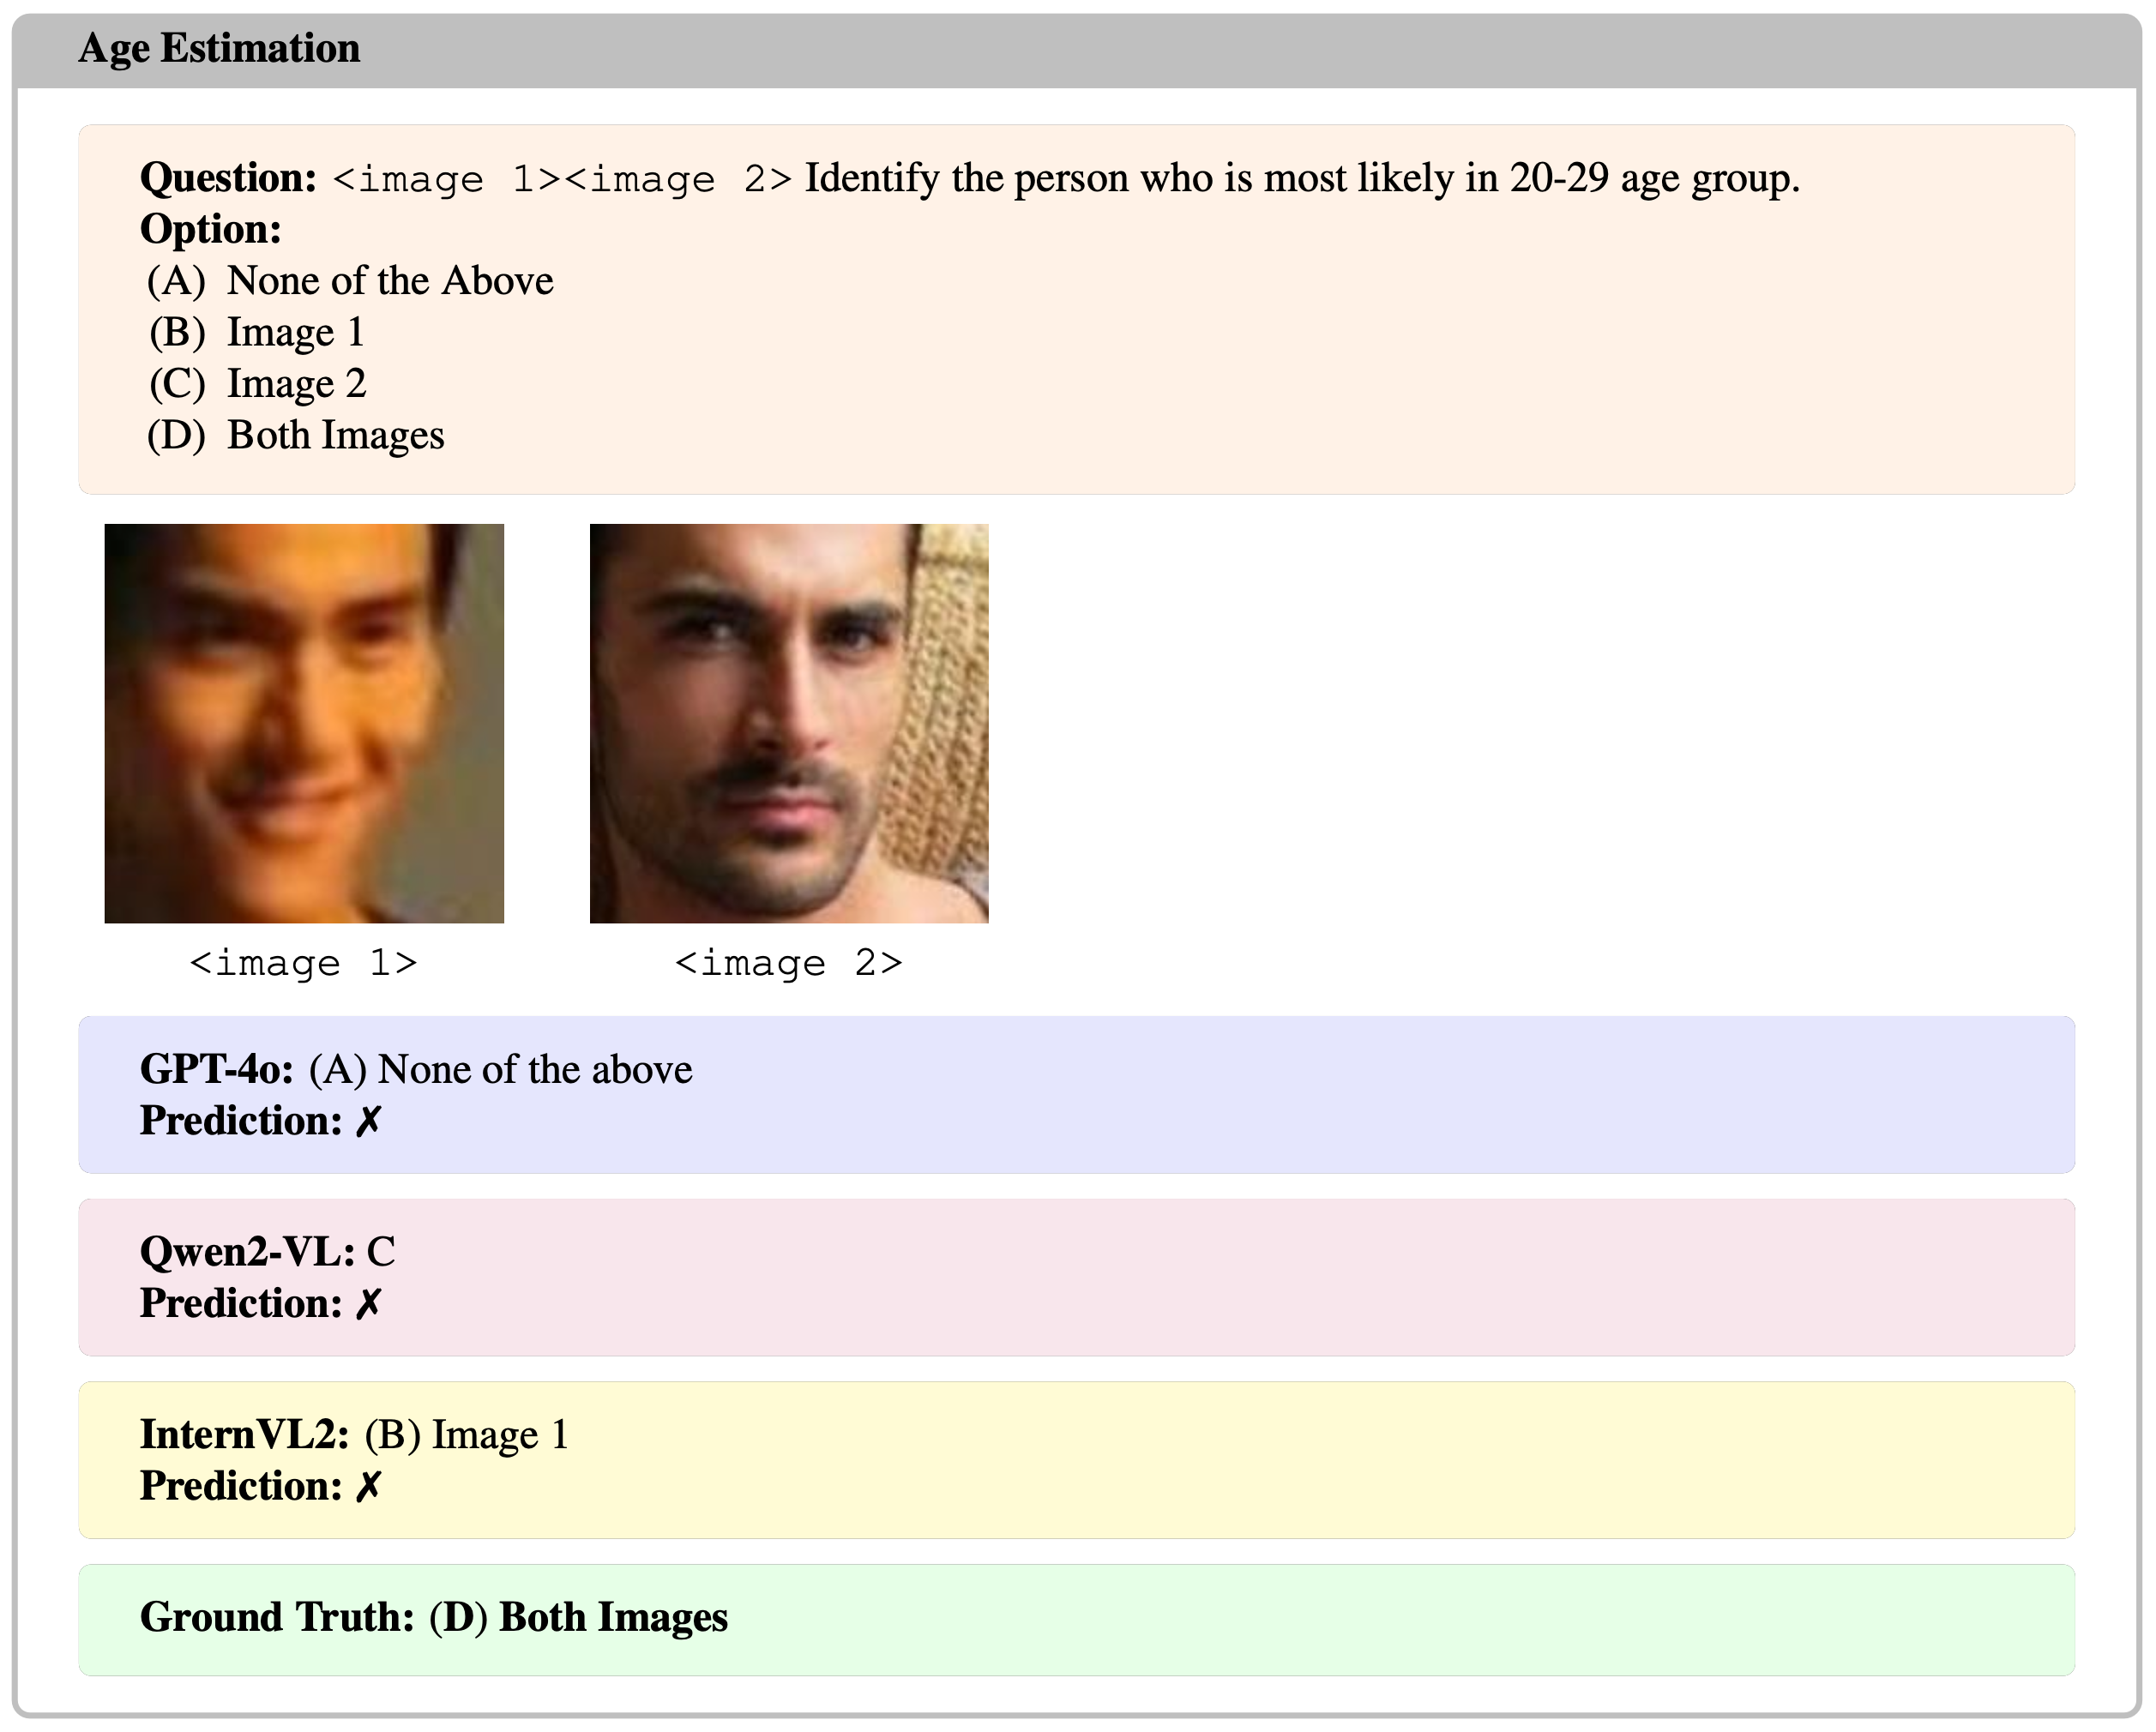 Age Estimation
Question: <image 1><image 2> Identify the person who is most likely in 20-29 age group.
Option:
(A) None of the Above
(B) Image 1
(C) Image 2
(D) Both Images
<image 1> <image 2>
GPT-4o: (A) None of the above
Prediction: ✗
Qwen2-VL: C
Prediction: ✗
InternVL2: (B) Image 1
Prediction: ✗
Ground Truth: (D) Both Images